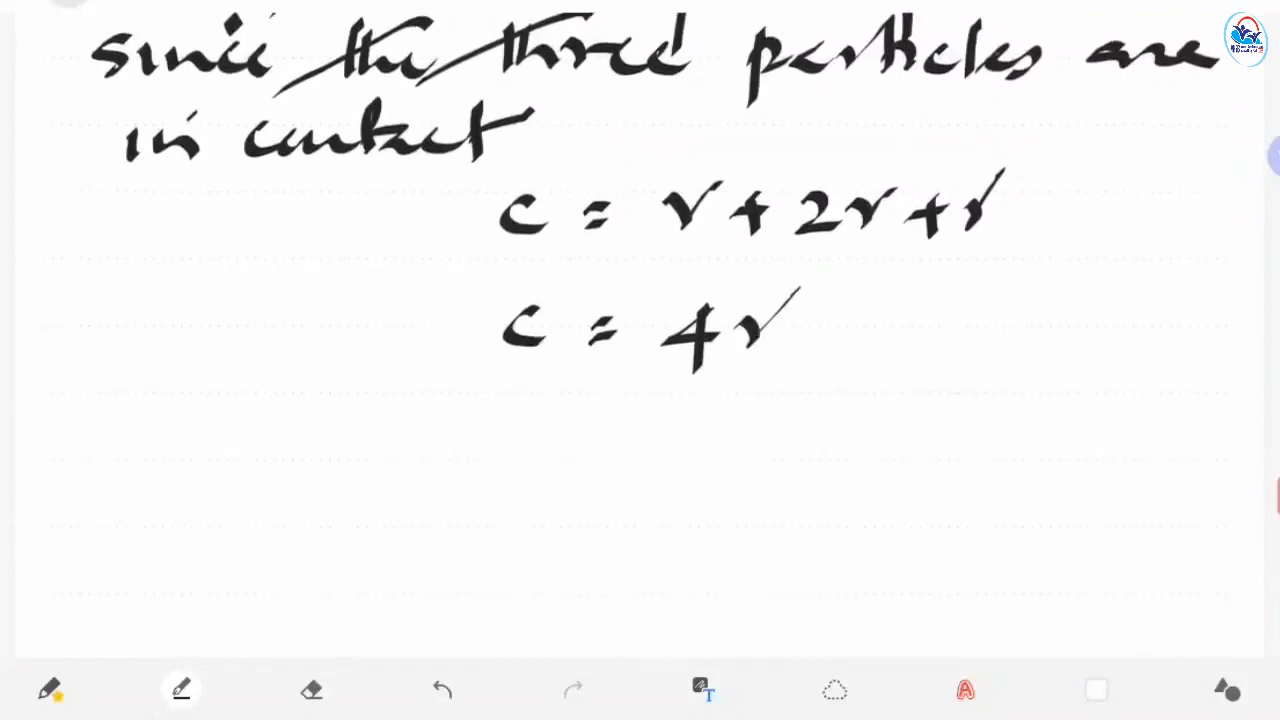 since the three particles are
in contact
c = r + 2r + r
c = 4r